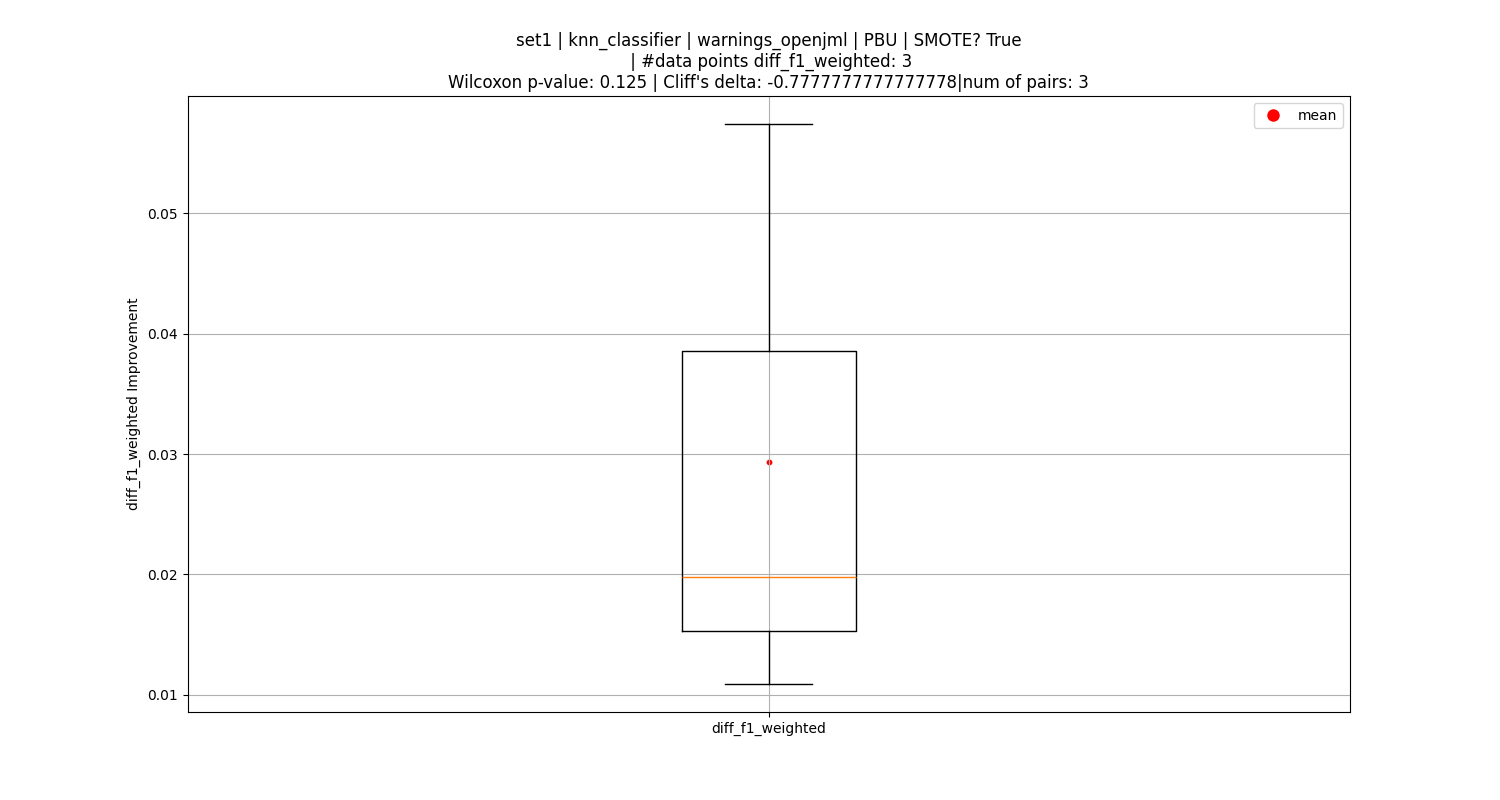 set1 | knn_classifier | warnings_openjml | PBU | SMOTE? True
| #data points diff_f1_weighted: 3
Wilcoxon p-value: 0.125 | Cliff's delta: -0.7777777777777778|num of pairs: 3
mean
0.05
0.04
0.03
0.02
0.01
diff_f1_weighted Improvement
diff_f1_weighted